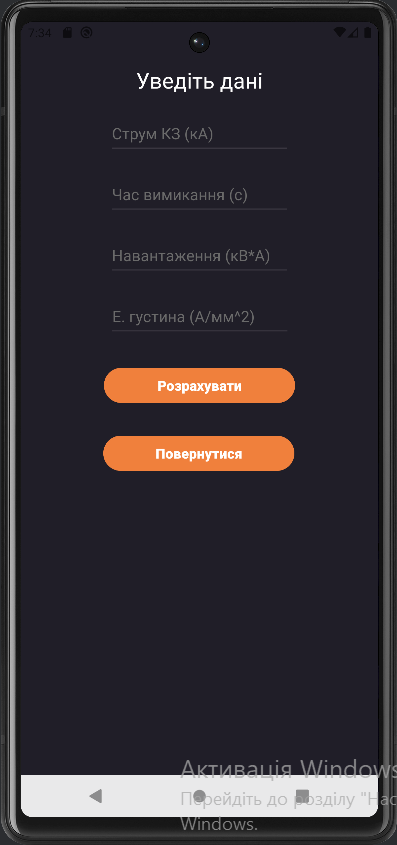 7:34
Уведіть дані
Струм КЗ (кА)
Час вимикання (с)
Навантаження (кВ*А)
Е. густина (А/мм^2)
Розрахувати
Повернутися
Активація Windows
Перейдіть до розділу "Нас
Windows.